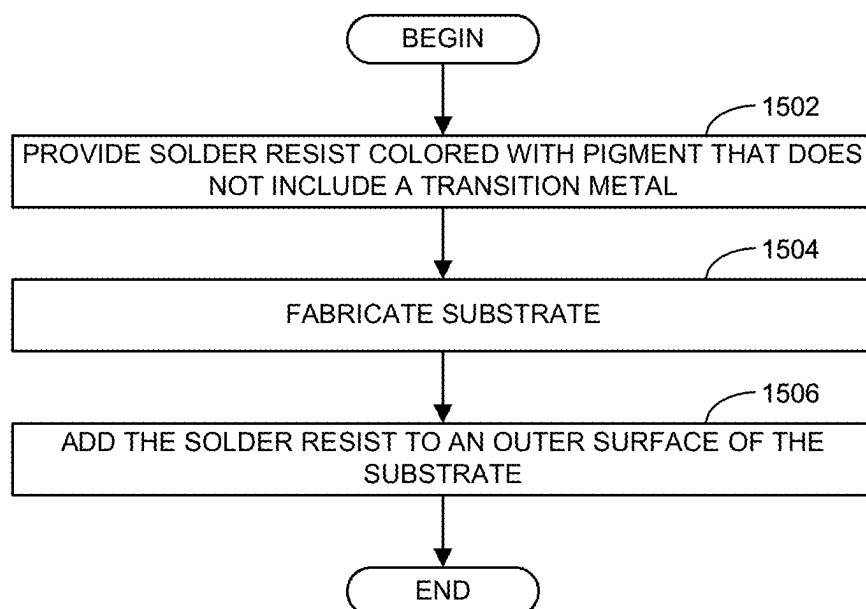 BEGIN
1502
PROVIDE SOLDER RESIST COLORED WITH PIGMENT THAT DOES
NOT INCLUDE A TRANSITION METAL
1504
FABRICATE SUBSTRATE
1506
ADD THE SOLDER RESIST TO AN OUTER SURFACE OF THE
SUBSTRATE
END